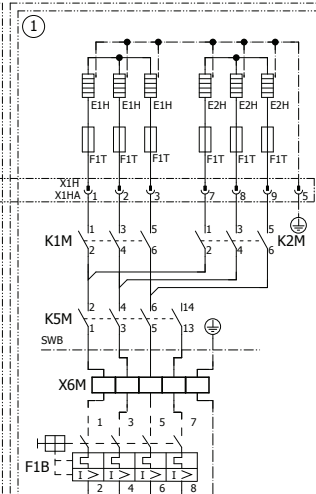 1
E1H E1H E1H E2H E2H E2H
F1T F1T F1T F1T F1T F1T
X1H
X1HA 1 2 3 7 8 9 5
1 3 5 1 3 5
K1M K2M
2 4 6 2 4 6
2 4 6 14
K5M
1 3 5 13
SWB
X6M
1 3 5 7
F1B
I > I > I > I >
2 4 6 8